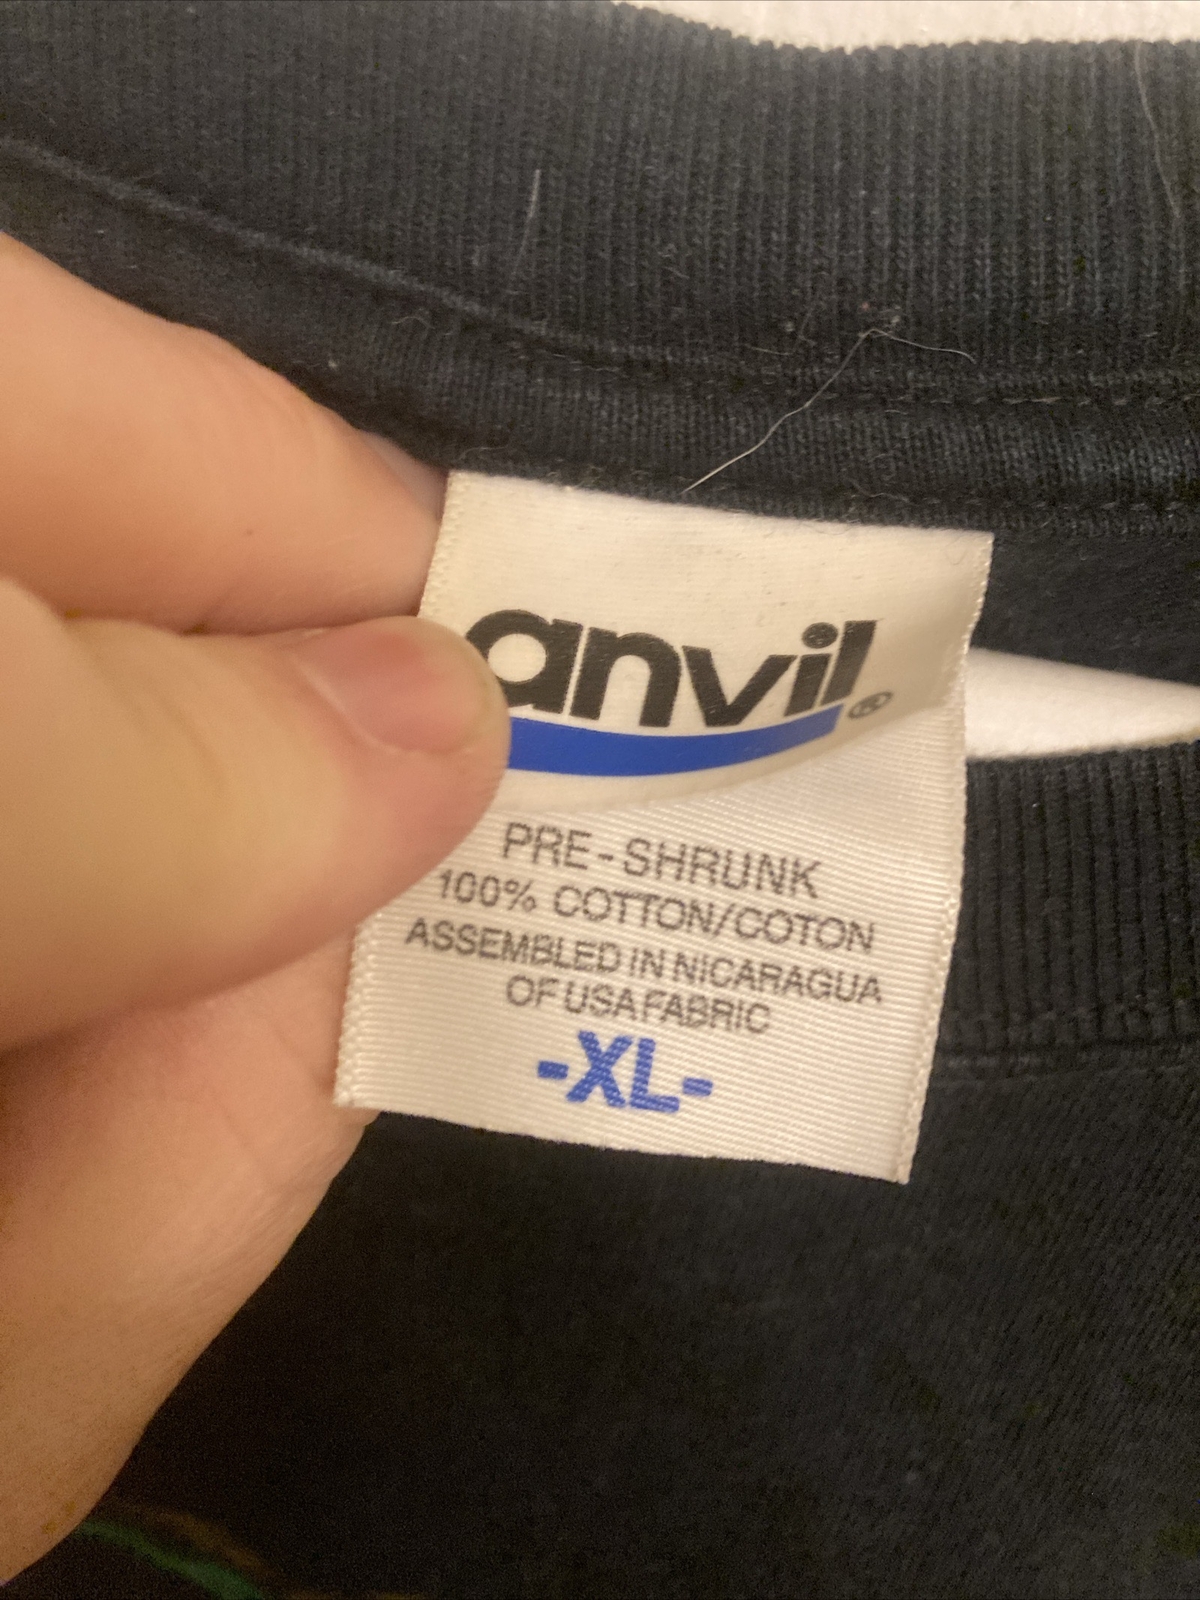 anvil®
PRE-SHRUNK
100% COTTON/COTON
ASSEMBLED IN NICARAGUA
OF USA FABRIC
-XL-